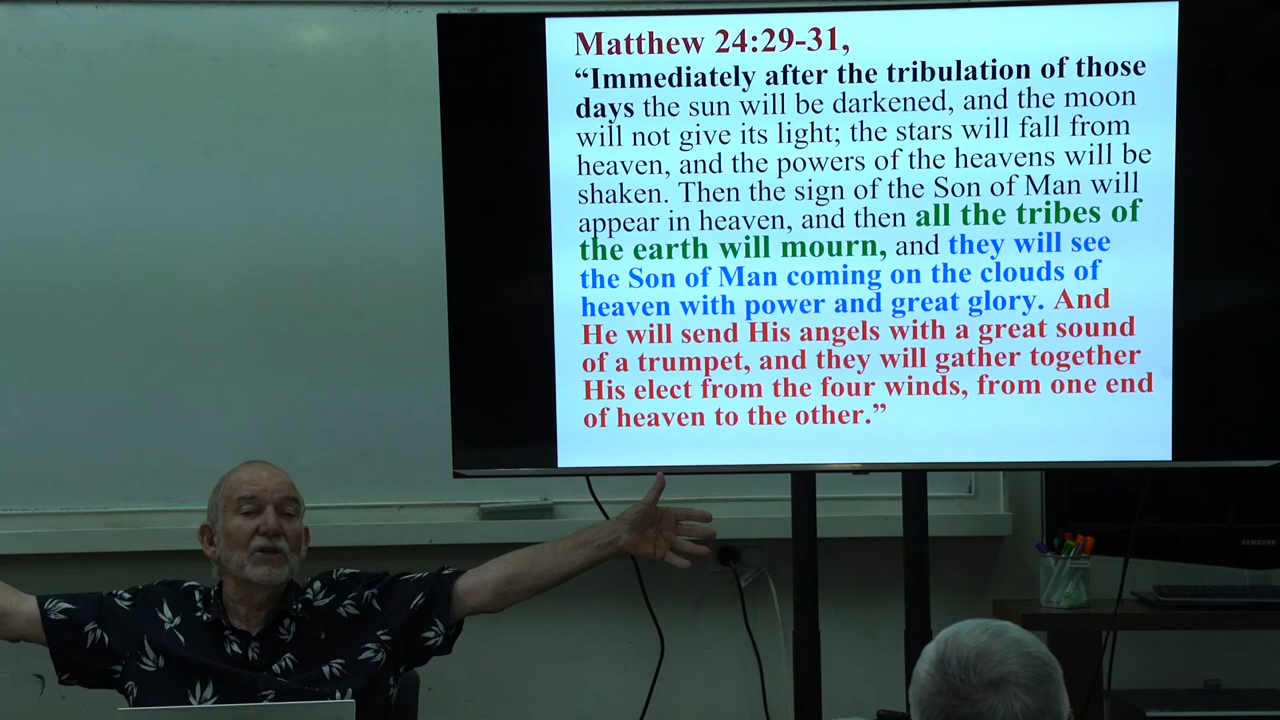 Matthew 24:29-31,
“Immediately after the tribulation of those
days the sun will be darkened, and the moon
will not give its light; the stars will fall from
heaven, and the powers of the heavens will be
shaken. Then the sign of the Son of Man will
appear in heaven, and then all the tribes of
the earth will mourn, and they will see
the Son of Man coming on the clouds of
heaven with power and great glory. And
He will send His angels with a great sound
of a trumpet, and they will gather together
His elect from the four winds, from one end
of heaven to the other.”
SAMSUNG